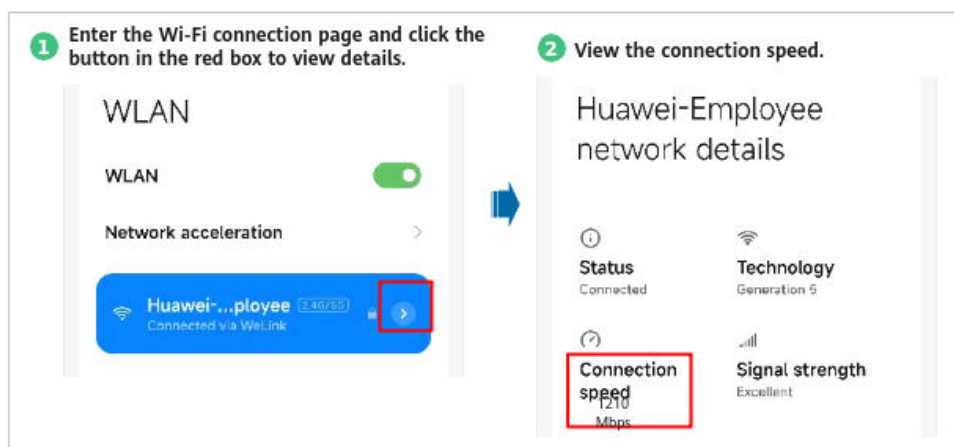 1 Enter the Wi-Fi connection page and click the
button in the red box to view details.
WLAN
WLAN
Network acceleration
Huawei-...ployee 2.4G/5G
Connected via WeLink
2 View the connection speed.
Huawei-Employee
network details
Status
Connected
Technology
Generation 6
Connection
speed
1210
Mbps
Signal strength
Excellent